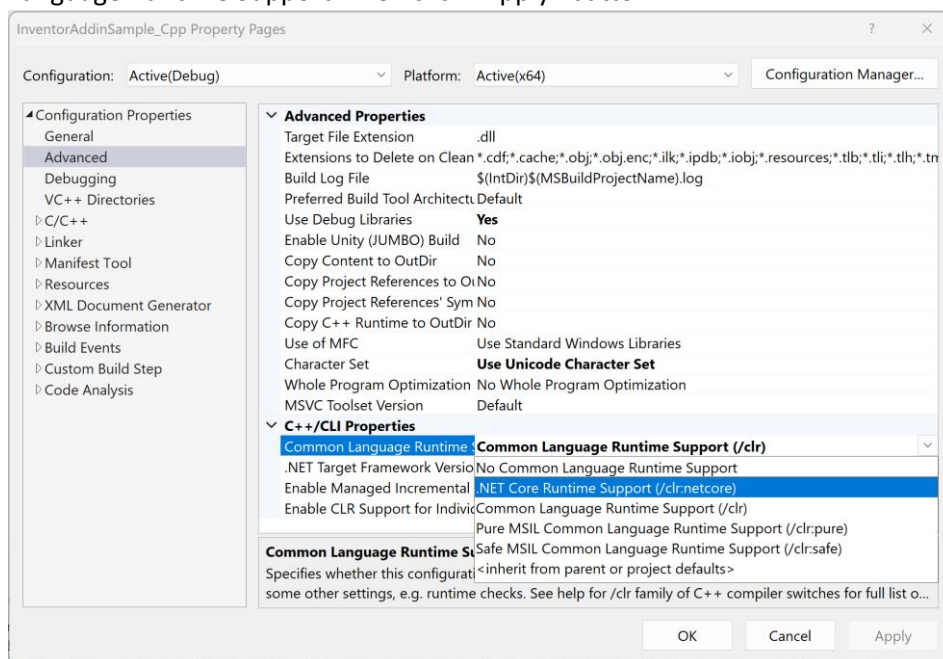 InventorAddinSample_Cpp Property Pages
Configuration: Active(Debug) Platform: Active(x64) Configuration Manager...
Configuration Properties
General
Advanced
Debugging
VC++ Directories
C/C++
Linker
Manifest Tool
Resources
XML Document Generator
Browse Information
Build Events
Custom Build Step
Code Analysis
Advanced Properties
Target File Extension .dll
Extensions to Delete on Clean *.cdf;*.cache;*.obj;*.obj.enc;*.ilk;*.ipdb;*.iobj;*.resources;*.tlb;*.tli;*.tlh;*.tm
Build Log File $(IntDir)$(MSBuildProjectName).log
Preferred Build Tool Architectu Default
Use Debug Libraries Yes
Enable Unity (JUMBO) Build No
Copy Content to OutDir No
Copy Project References to Ou No
Copy Project References' Sym No
Copy C++ Runtime to OutDir No
Use of MFC Use Standard Windows Libraries
Character Set Use Unicode Character Set
Whole Program Optimization No Whole Program Optimization
MSVC Toolset Version Default
C++/CLI Properties
Common Language Runtime S Common Language Runtime Support (/clr)
.NET Target Framework Versio No Common Language Runtime Support
Enable Managed Incremental .NET Core Runtime Support (/clr:netcore)
Enable CLR Support for Individ Common Language Runtime Support (/clr)
Pure MSIL Common Language Runtime Support (/clr:pure)
Safe MSIL Common Language Runtime Support (/clr:safe)
<inherit from parent or project defaults>
Common Language Runtime Su
Specifies whether this configurati
some other settings, e.g. runtime checks. See help for /clr family of C++ compiler switches for full list o...
OK Cancel Apply